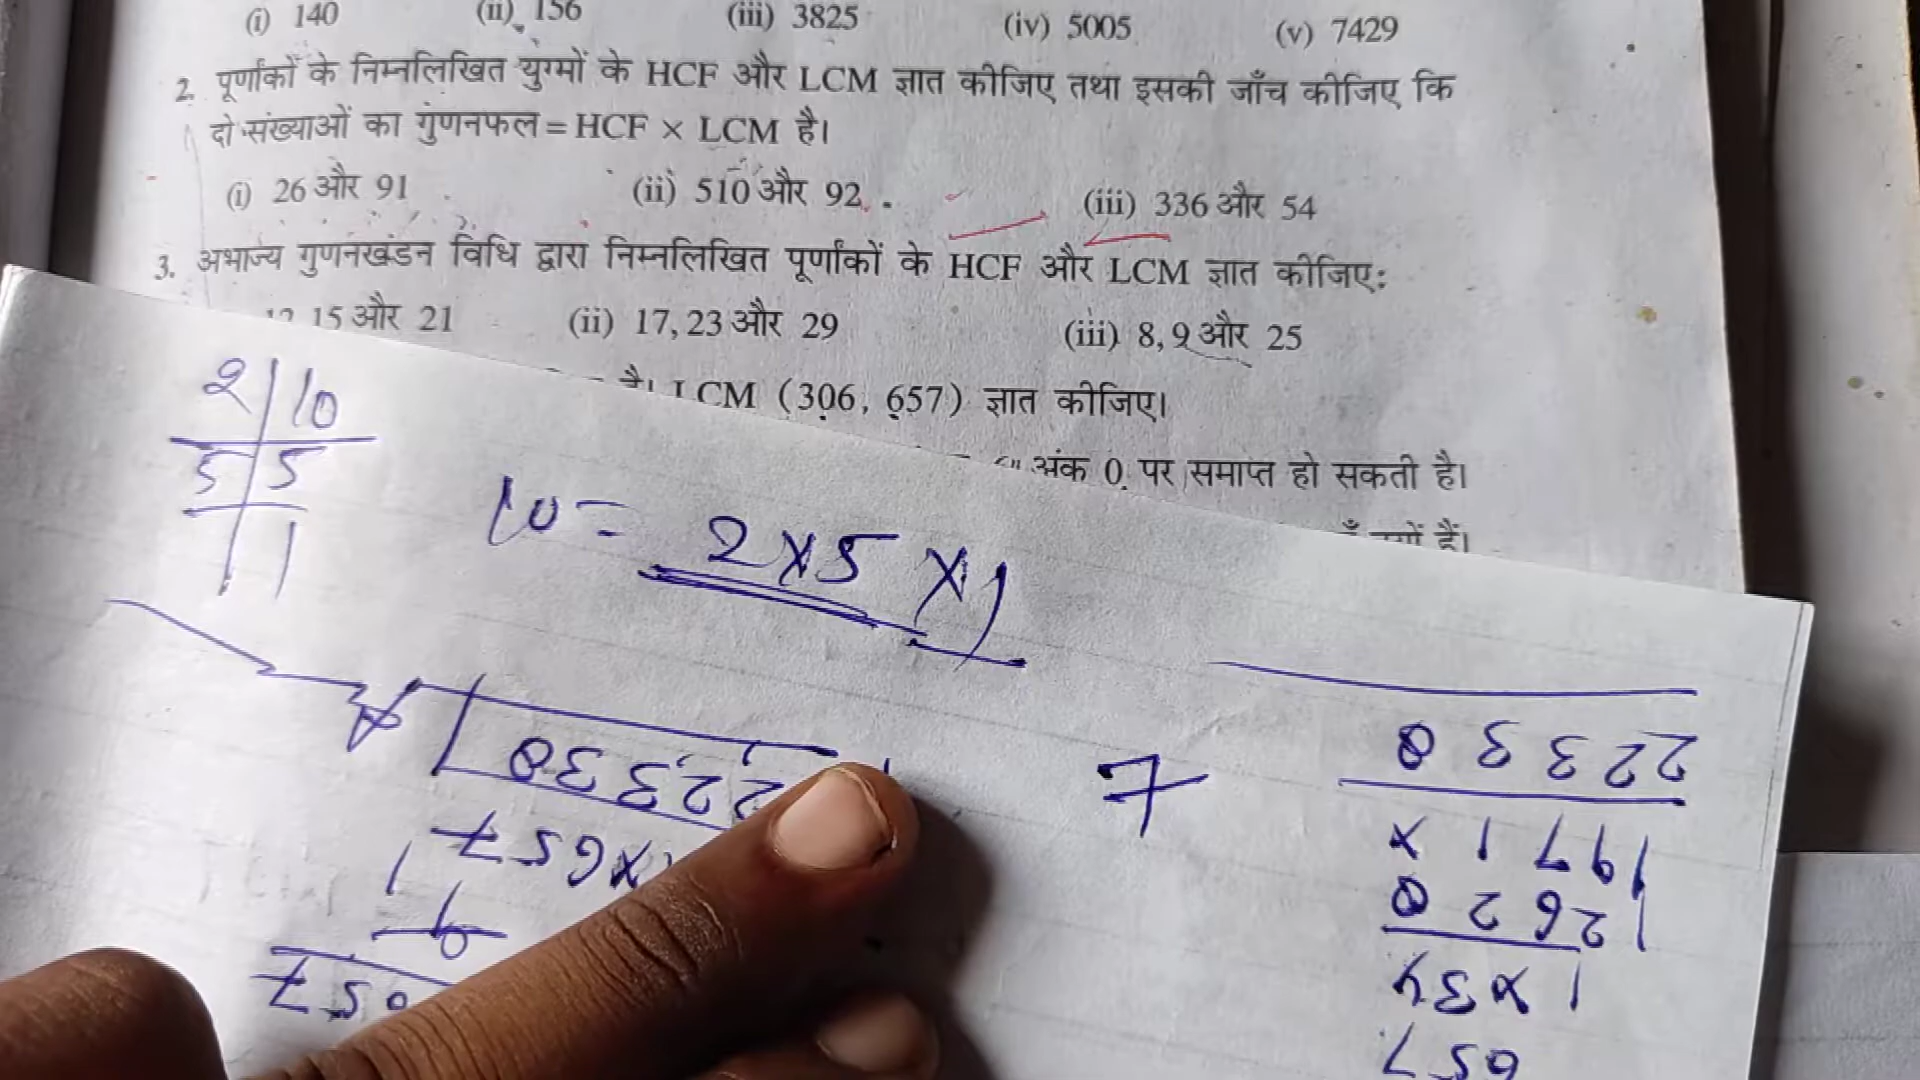 (i) 140 (ii) 156 (iii) 3825 (iv) 5005 (v) 7429
2. पूर्णांकों के निम्नलिखित युग्मों के HCF और LCM ज्ञात कीजिए तथा इसकी जाँच कीजिए कि
दो संख्याओं का गुणनफल = HCF × LCM है।
(i) 26 और 91 (ii) 510 और 92 (iii) 336 और 54
3. अभाज्य गुणनखंडन विधि द्वारा निम्नलिखित पूर्णांकों के HCF और LCM ज्ञात कीजिए:
12, 15 और 21 (ii) 17, 23 और 29 (iii) 8, 9 और 25
है। LCM (306, 657) ज्ञात कीजिए।
अंक 0 पर समाप्त हो सकती है।
क्यों हैं।
2 | 10
5 | 5
1
10 = 2×5×1
7
657
×34
2628
1971×
22338
22338
×657
657